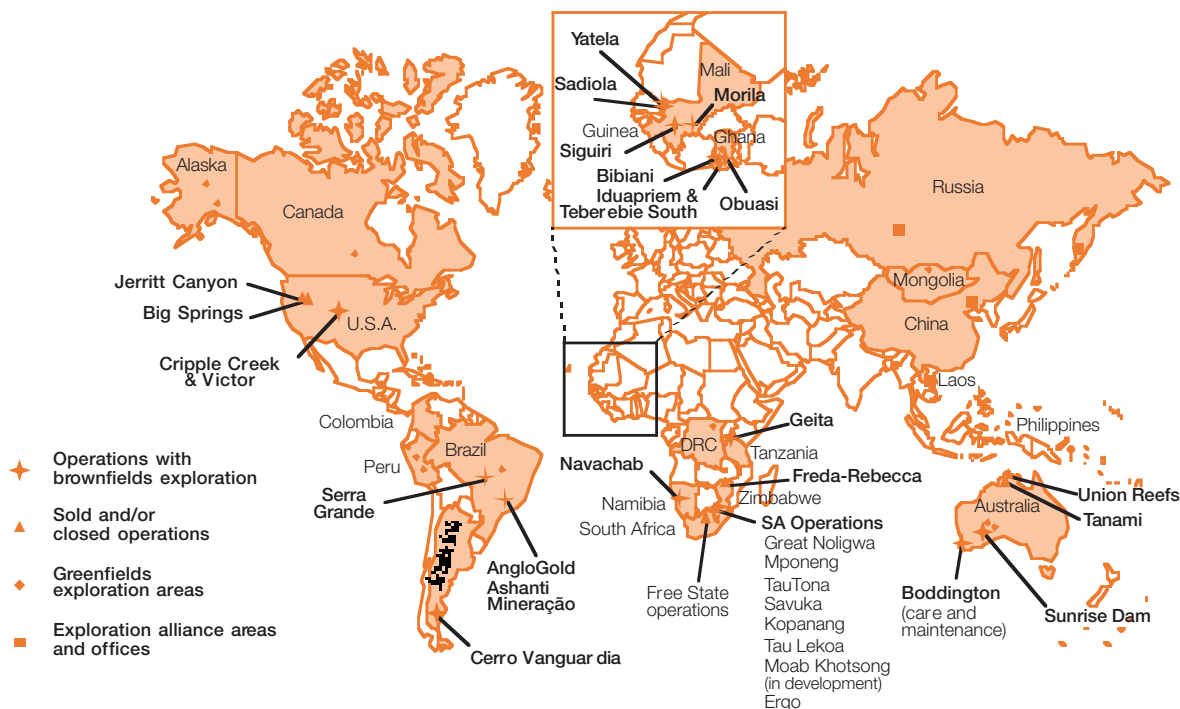 Yatela
Sadiola
Mali
Morila
Guinea
Siguiri
Ghana
Bibiani
Iduapriem &
Teberebie South
Obuasi
Alaska
Canada
Russia
Mongolia
China
Jerritt Canyon
Big Springs
U.S.A.
Cripple Creek
& Victor
Laos
Philippines
Colombia
Brazil
Peru
Serra
Grande
AngloGold
Ashanti
Mineração
Cerro Vanguar dia
DRC
Geita
Tanzania
Navachab
Freda-Rebecca
Namibia
Zimbabwe
South Africa
SA Operations
Great Noligwa
Mponeng
TauTona
Savuka
Kopanang
Tau Lekoa
Moab Khotsong
(in development)
Ergo
Free State
operations
Australia
Union Reefs
Tanami
Boddington
(care and
maintenance)
Sunrise Dam
Operations with
brownfields exploration
Sold and/or
closed operations
Greenfields
exploration areas
Exploration alliance areas
and offices